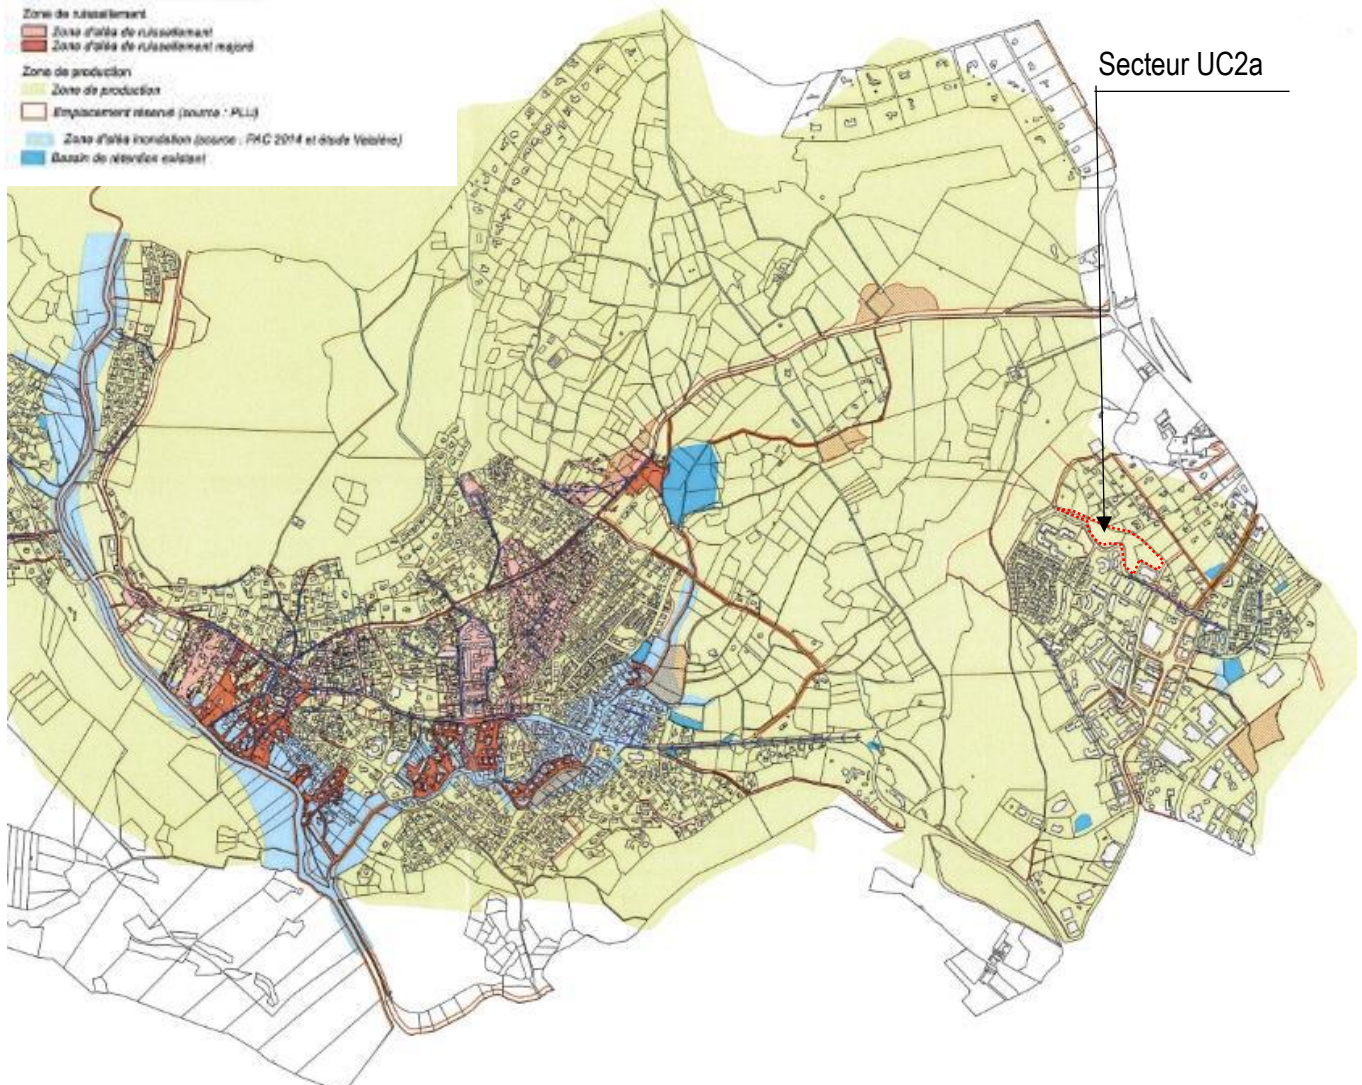 Zone de ruissellement
Zone d'aléa de ruissellement
Zone d'aléa de ruissellement majoré
Zone de production
Zone de production
Emplacement réservé (source : PLU)
Zone d'aléa inondation (source : PAC 2014 et étude
Bassin de rétention existant
Secteur UC2a